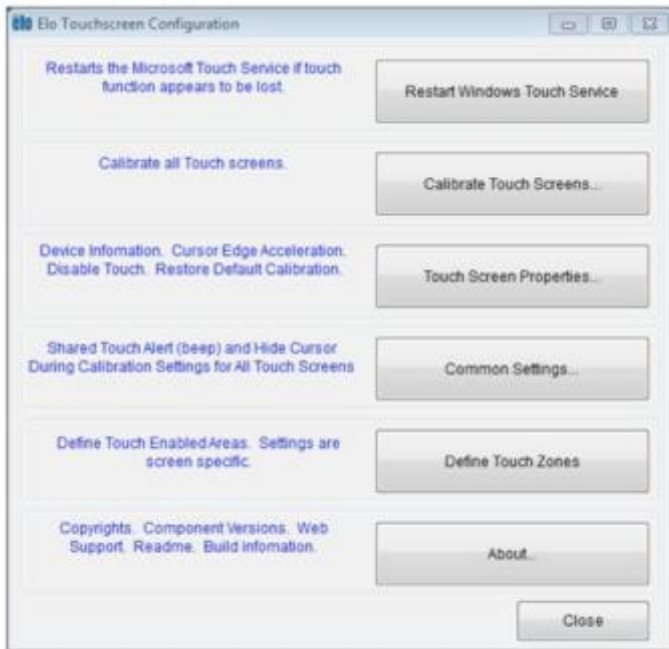 elo Elo Touchscreen Configuration
Restarts the Microsoft Touch Service if touch
function appears to be lost.
Restart Windows Touch Service
Calibrate all Touch screens.
Calibrate Touch Screens...
Device Infomation. Cursor Edge Acceleration.
Disable Touch. Restore Default Calibration.
Touch Screen Properties...
Shared Touch Alert (beep) and Hide Cursor
During Calibration Settings for All Touch Screens
Common Settings...
Define Touch Enabled Areas. Settings are
screen specific.
Define Touch Zones
Copyrights. Component Versions. Web
Support. Readme. Build infomation.
About...
Close